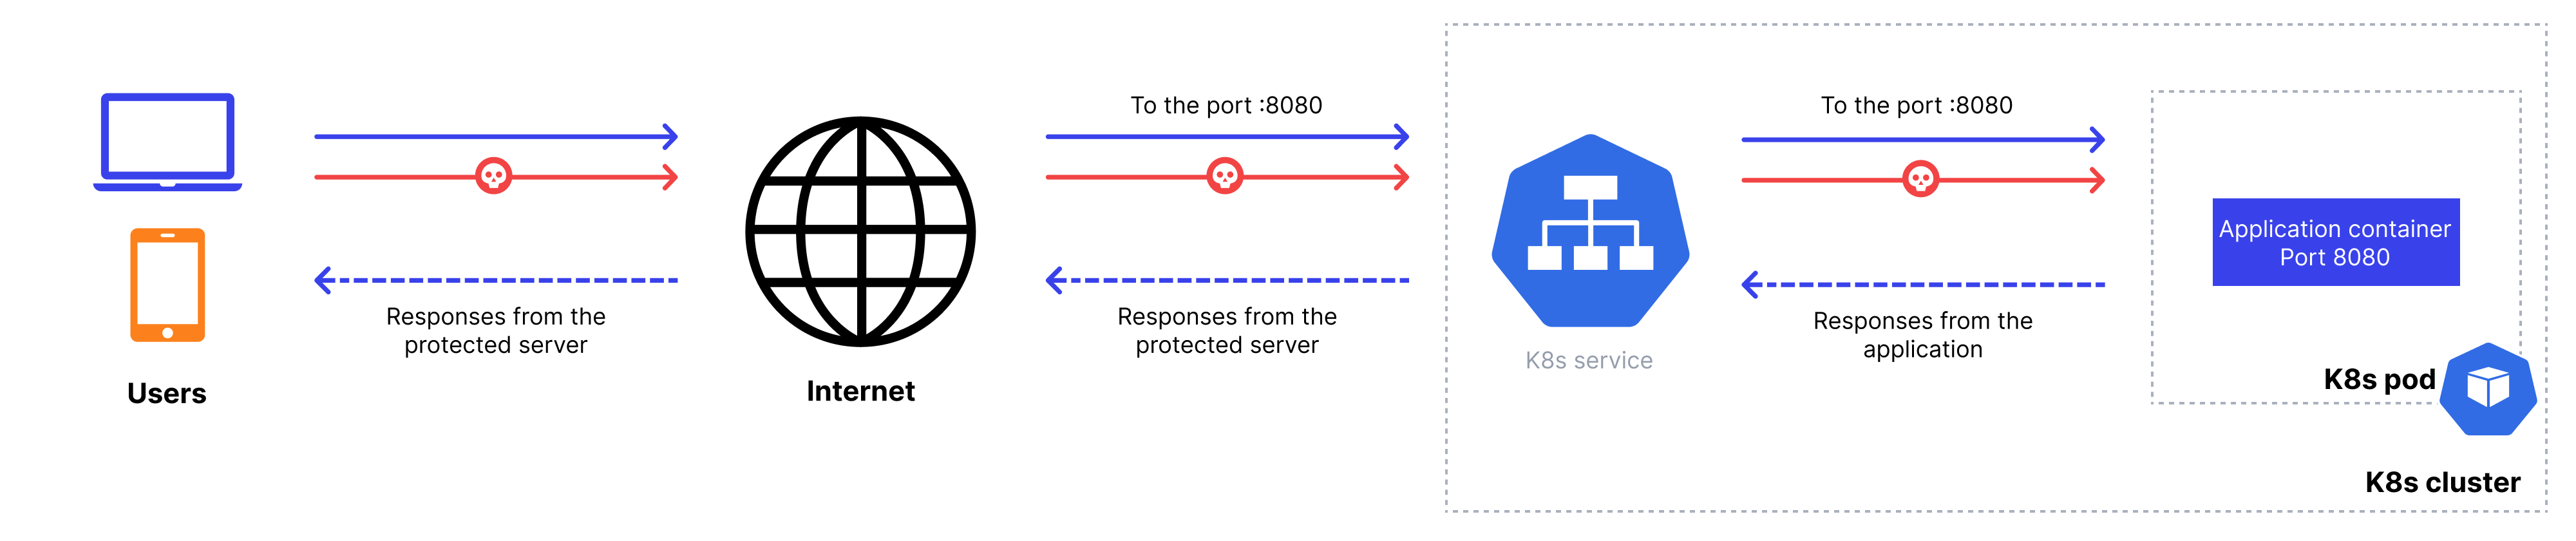 To the port :8080
To the port :8080
Application container
Port 8080
Responses from the
protected server
Responses from the
protected server
Responses from the
application
K8s service
Users
Internet
K8s pod
K8s cluster